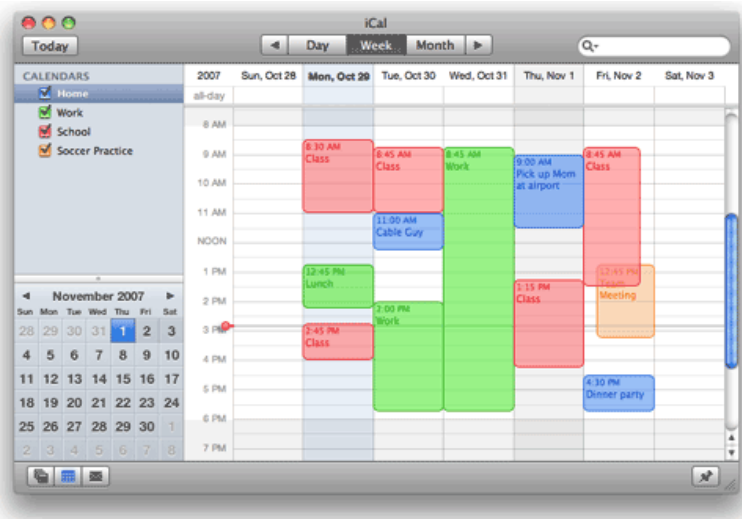 iCal
Today
Day Week Month
CALENDARS
Home
Work
School
Soccer Practice
2007 Sun, Oct 28 Mon, Oct 29 Tue, Oct 30 Wed, Oct 31 Thu, Nov 1 Fri, Nov 2 Sat, Nov 3
all-day
8 AM
9 AM
10 AM
11 AM
NOON
1 PM
2 PM
3 PM
4 PM
5 PM
6 PM
7 PM
8:30 AM
Class
12:45 PM
Lunch
2:45 PM
Class
8:45 AM
Class
11:00 AM
Cable Guy
2:00 PM
Work
8:45 AM
Work
9:00 AM
Pick up Mom
at airport
1:15 PM
Class
8:45 AM
Class
12:45 PM
Team
Meeting
4:30 PM
Dinner party
November 2007
Sun Mon Tue Wed Thu Fri Sat
28 29 30 31 1 2 3
4 5 6 7 8 9 10
11 12 13 14 15 16 17
18 19 20 21 22 23 24
25 26 27 28 29 30 1
2 3 4 5 6 7 8